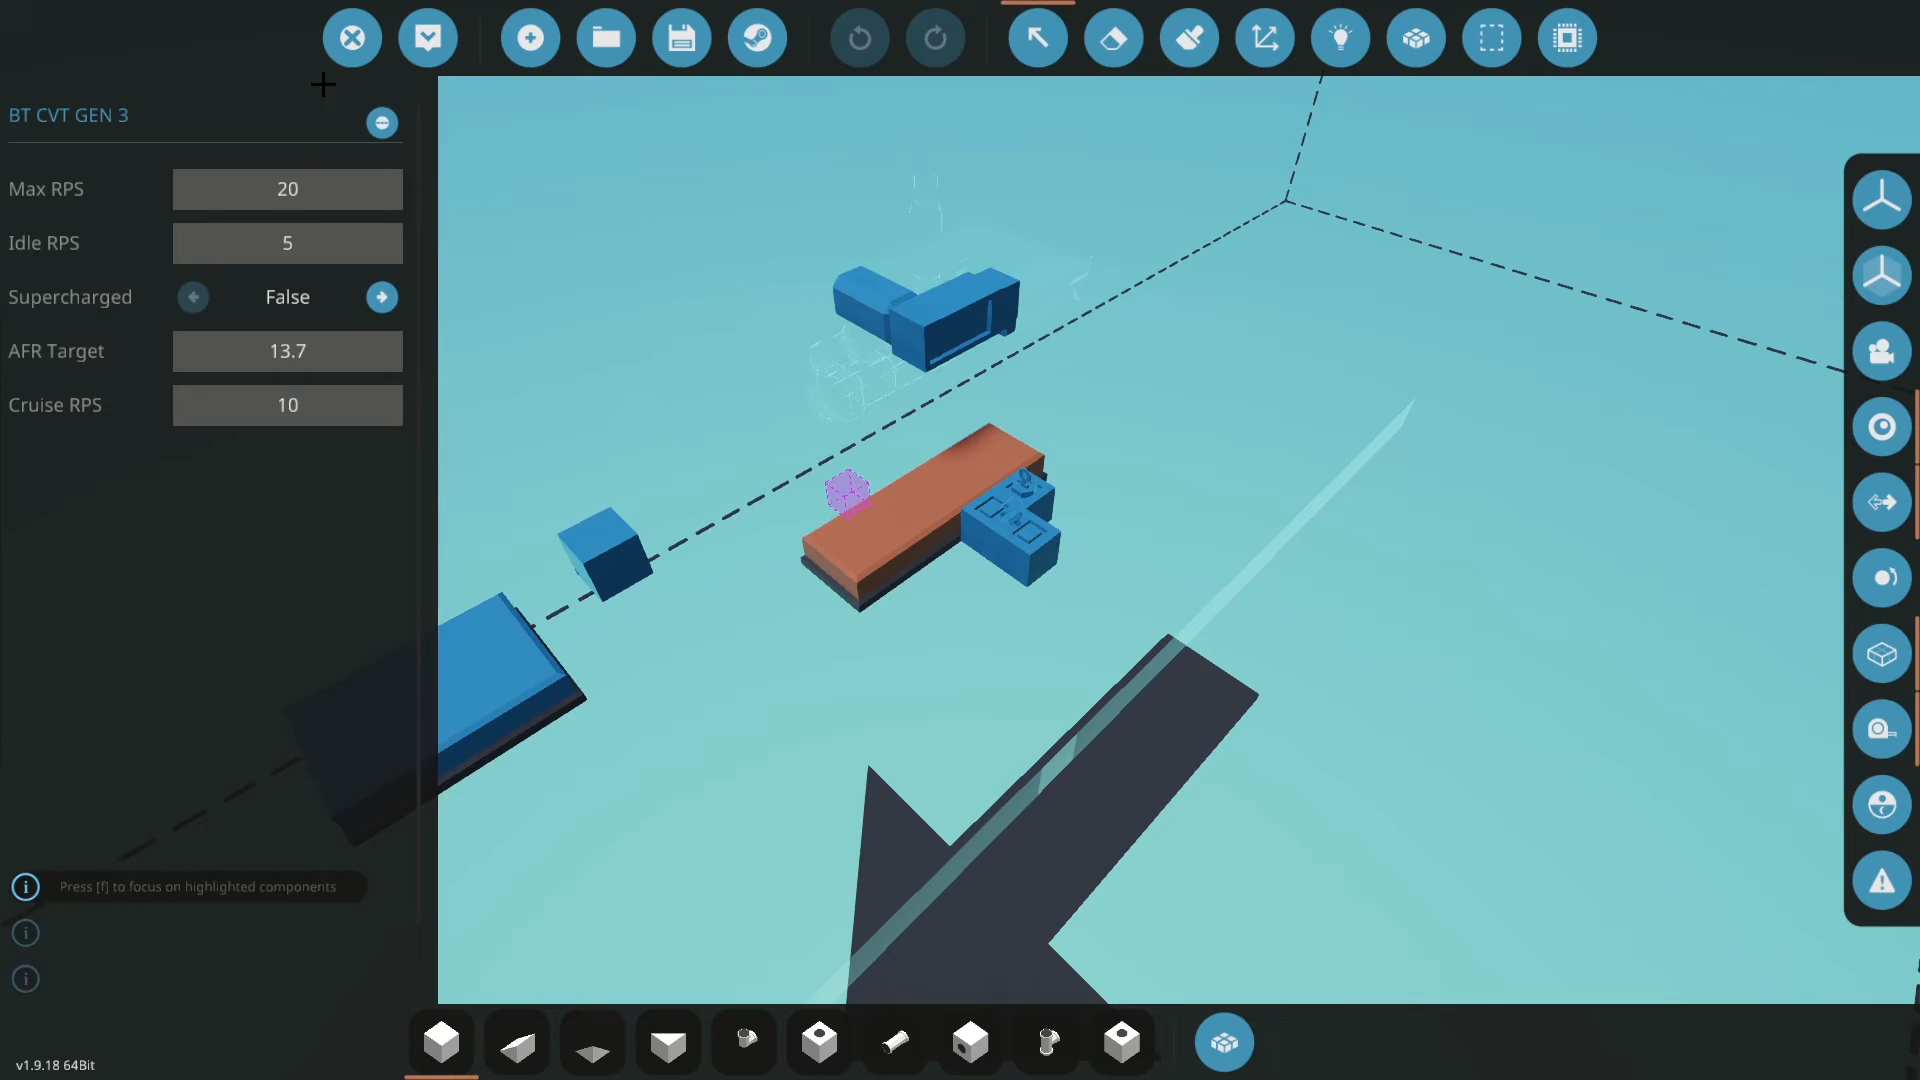 BT CVT GEN 3
Max RPS 20
Idle RPS 5
Supercharged False
AFR Target 13.7
Cruise RPS 10
Press [f] to focus on highlighted components
v1.9.18 64Bit